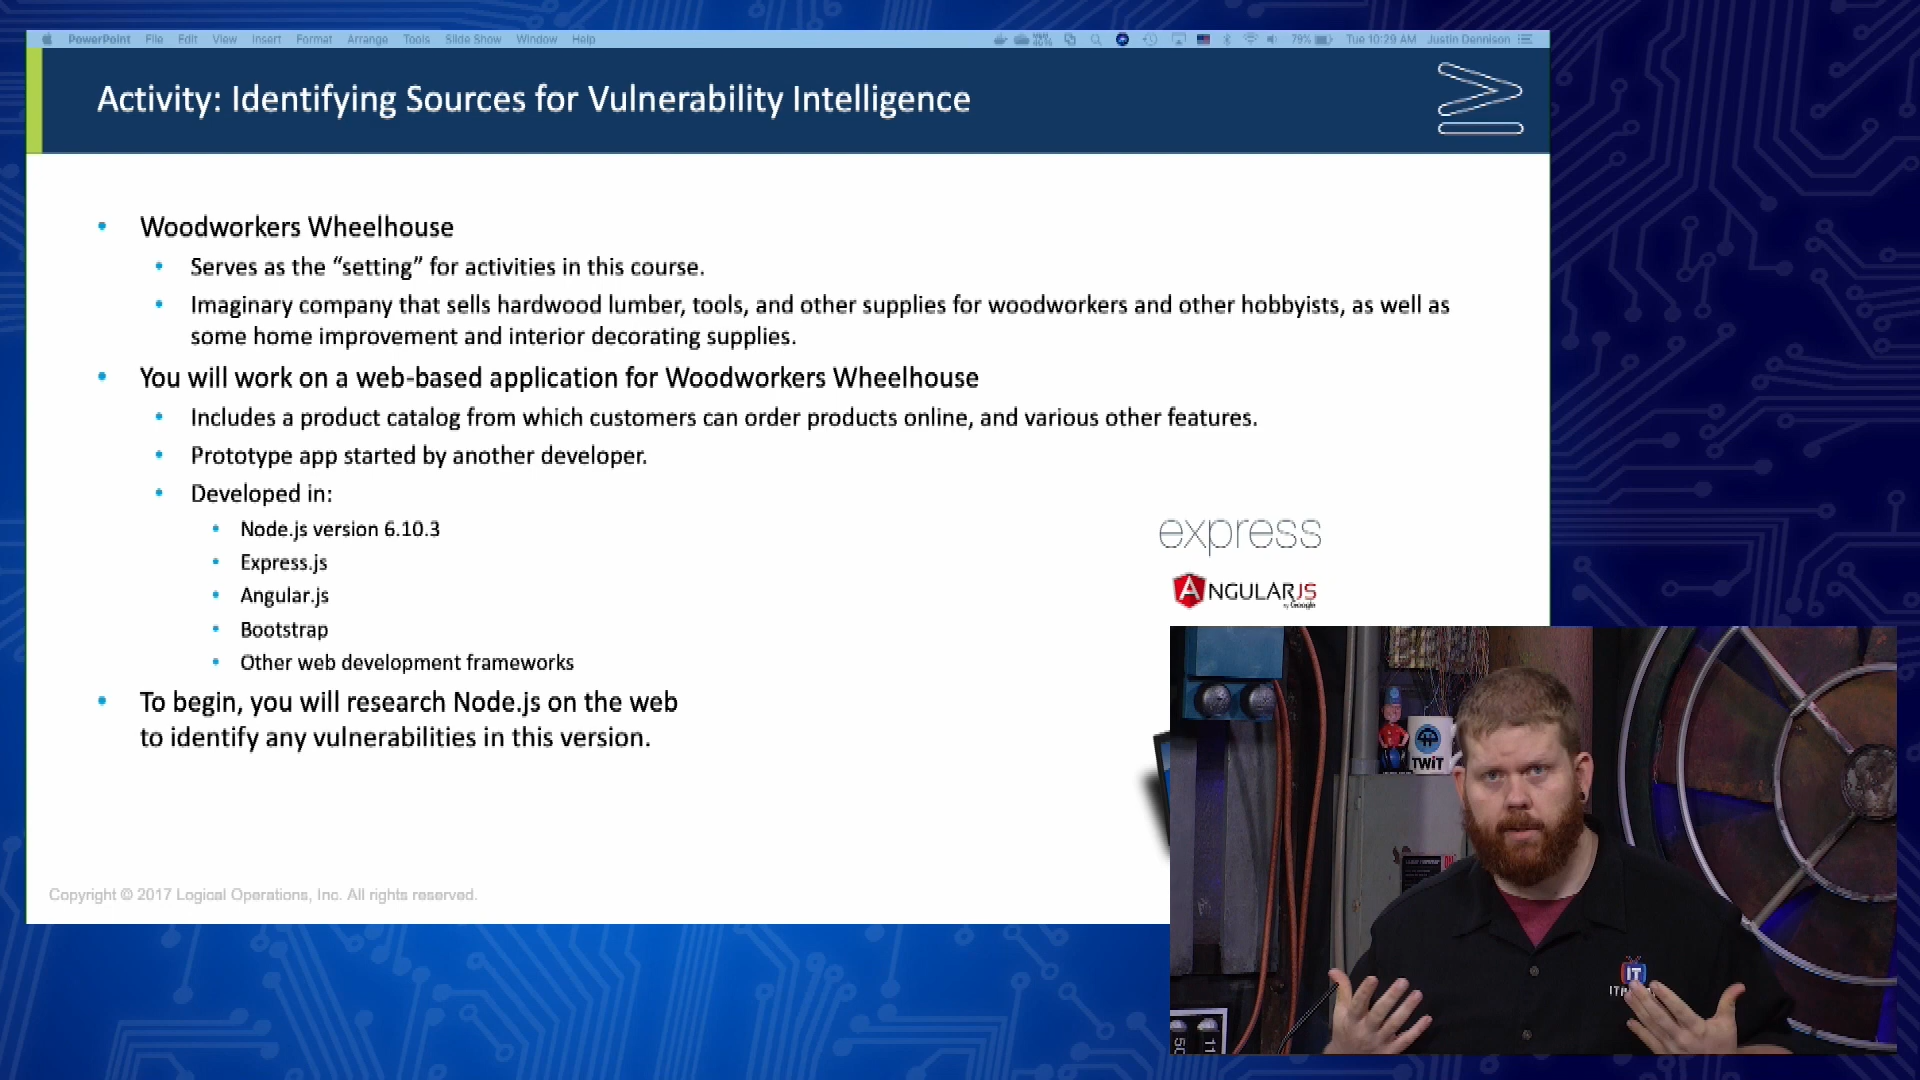 PowerPoint File Edit View Insert Format Arrange Tools Slide Show Window Help 79% Tue 10:29 AM Justin Dennison
Activity: Identifying Sources for Vulnerability Intelligence
• Woodworkers Wheelhouse
• Serves as the “setting” for activities in this course.
• Imaginary company that sells hardwood lumber, tools, and other supplies for woodworkers and other hobbyists, as well as
some home improvement and interior decorating supplies.
• You will work on a web-based application for Woodworkers Wheelhouse
• Includes a product catalog from which customers can order products online, and various other features.
• Prototype app started by another developer.
• Developed in:
• Node.js version 6.10.3
• Express.js
• Angular.js
• Bootstrap
• Other web development frameworks
• To begin, you will research Node.js on the web
to identify any vulnerabilities in this version.
express
ANGULARJS
by Google
TWiT
IT
Copyright © 2017 Logical Operations, Inc. All rights reserved.